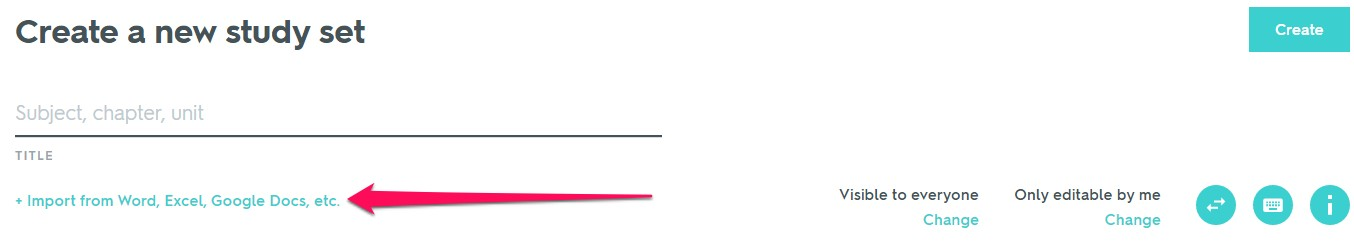 Create a new study set
Create
Subject, chapter, unit
TITLE
+ Import from Word, Excel, Google Docs, etc.
Visible to everyone
Change
Only editable by me
Change